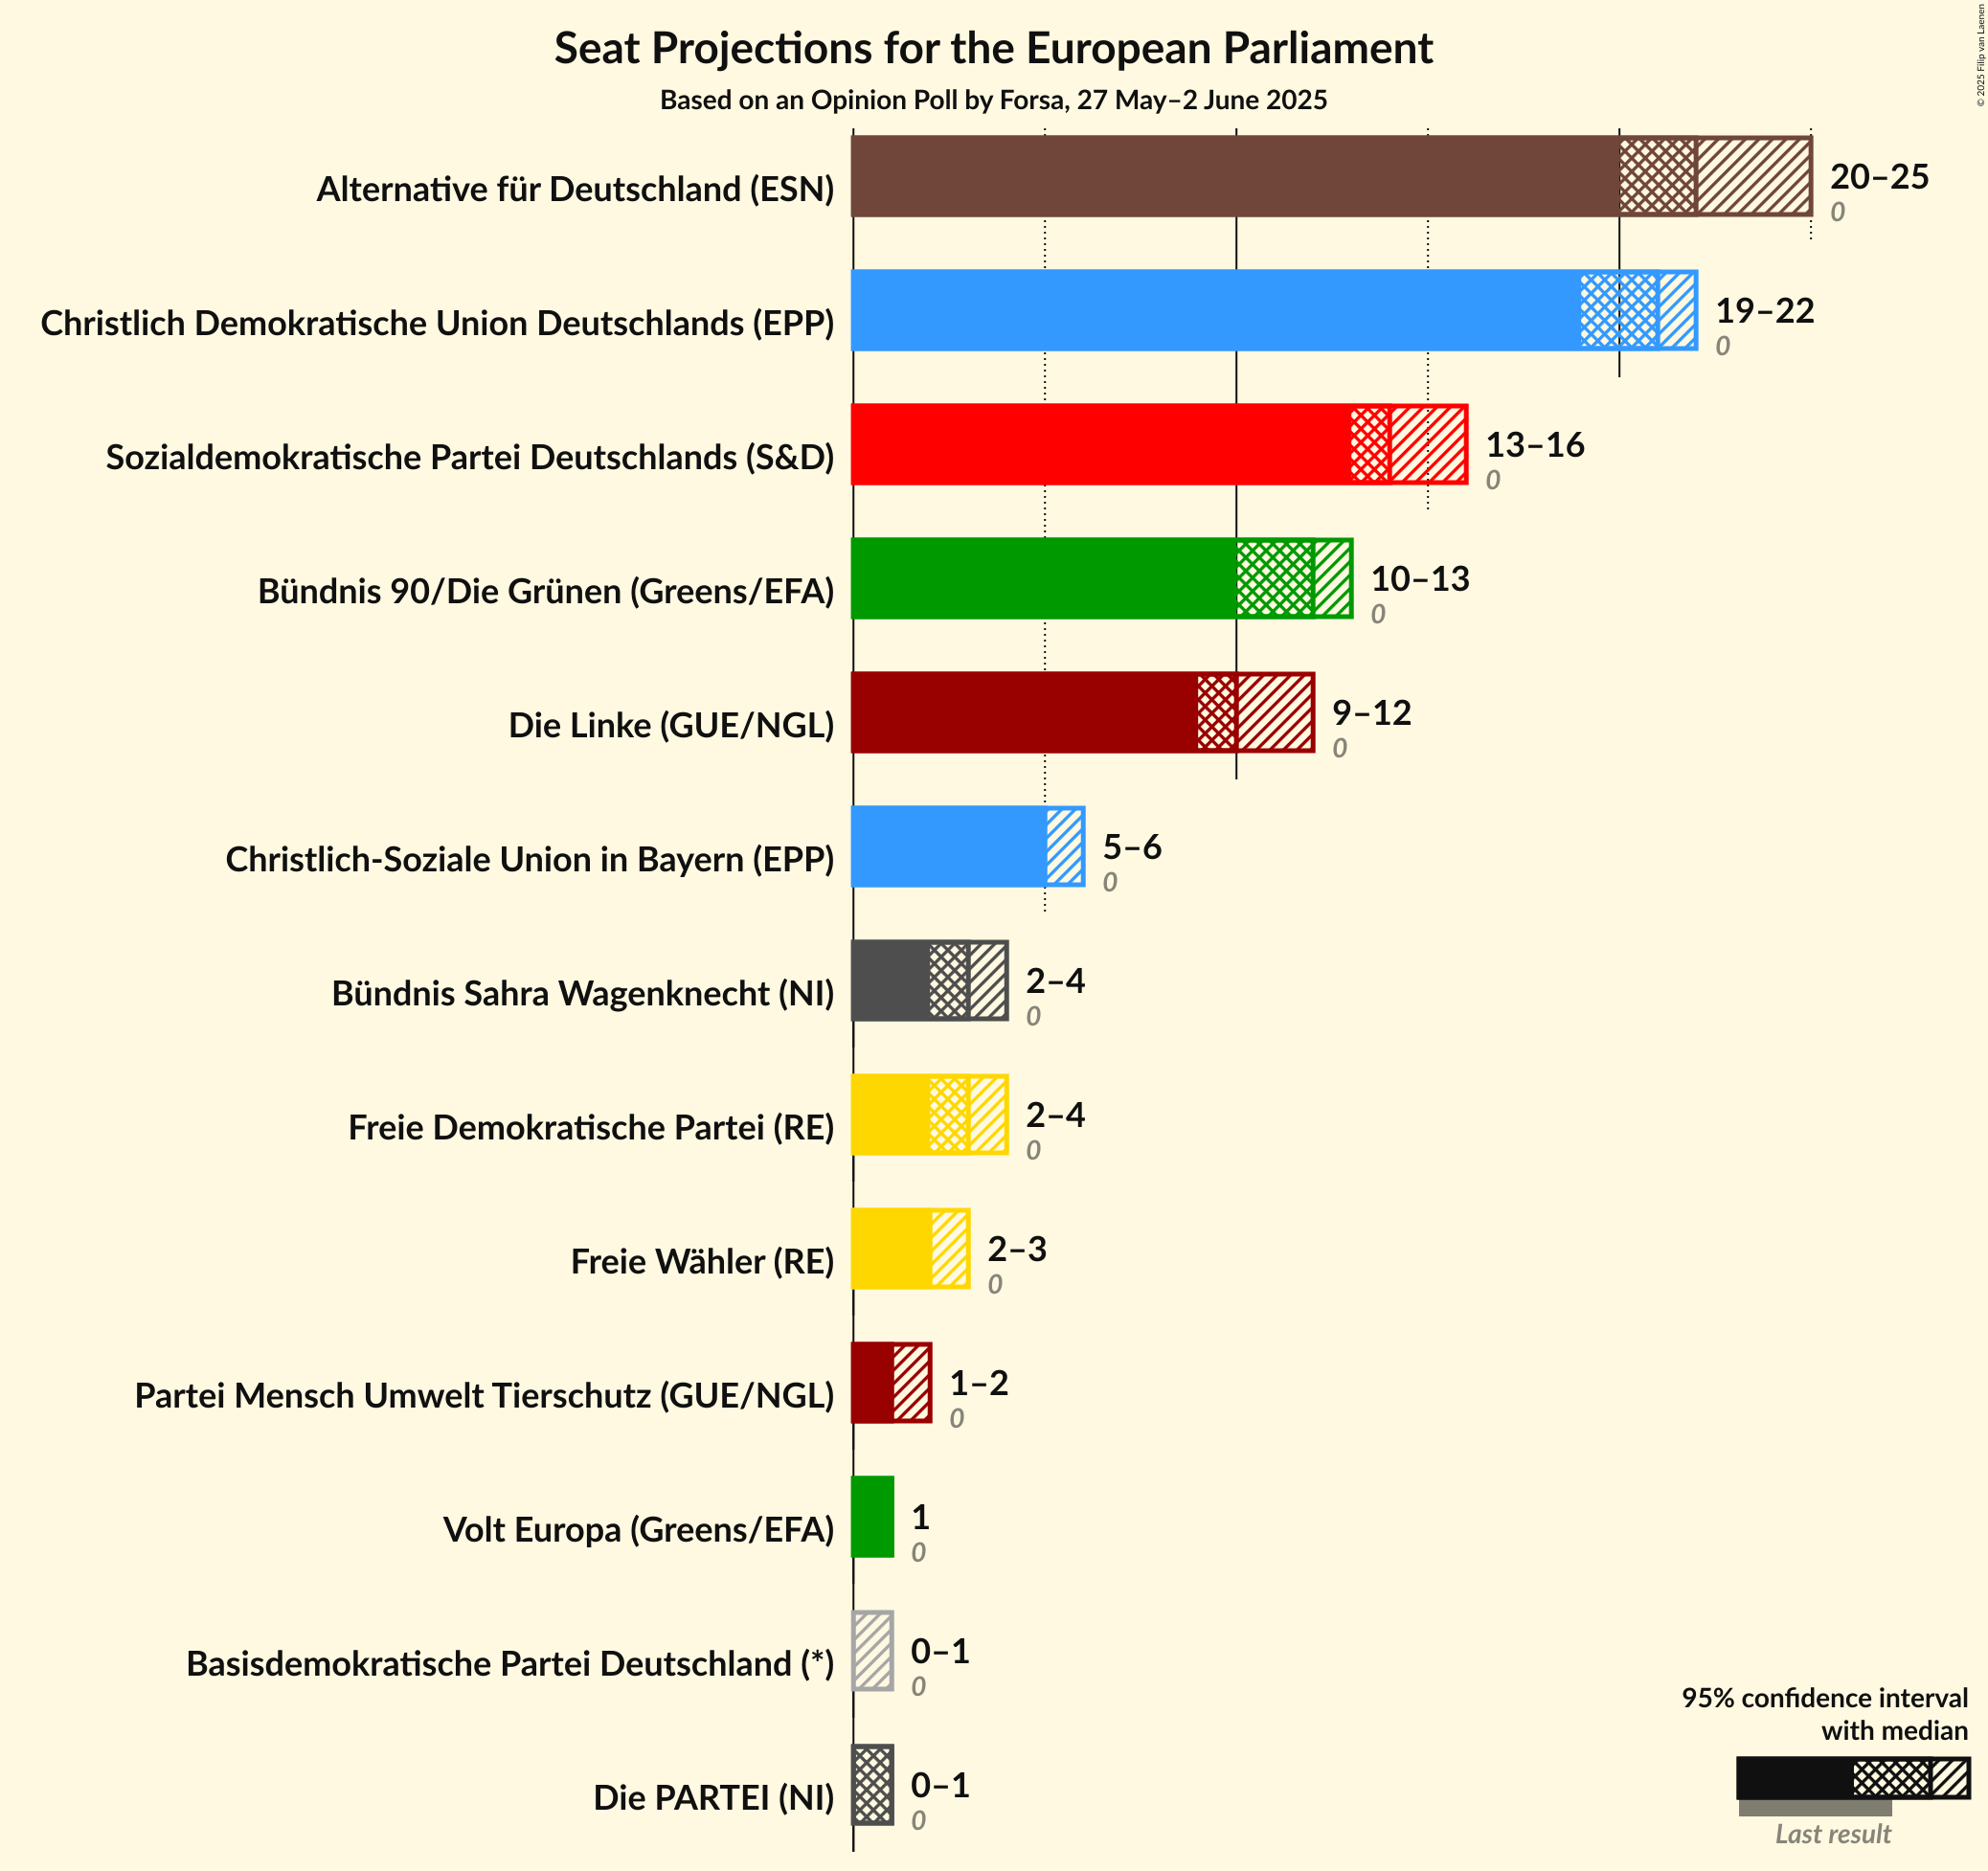 Seat Projections for the European Parliament
Based on an Opinion Poll by Forsa, 27 May–2 June 2025
© 2025 Filip van Laenen
Alternative für Deutschland (ESN)
20–25
0
Christlich Demokratische Union Deutschlands (EPP)
19–22
0
Sozialdemokratische Partei Deutschlands (S&D)
13–16
0
Bündnis 90/Die Grünen (Greens/EFA)
10–13
0
Die Linke (GUE/NGL)
9–12
0
Christlich-Soziale Union in Bayern (EPP)
5–6
0
Bündnis Sahra Wagenknecht (NI)
2–4
0
Freie Demokratische Partei (RE)
2–4
0
Freie Wähler (RE)
2–3
0
Partei Mensch Umwelt Tierschutz (GUE/NGL)
1–2
0
Volt Europa (Greens/EFA)
1
0
Basisdemokratische Partei Deutschland (*)
0–1
0
Die PARTEI (NI)
0–1
0
95% confidence interval
with median
Last result